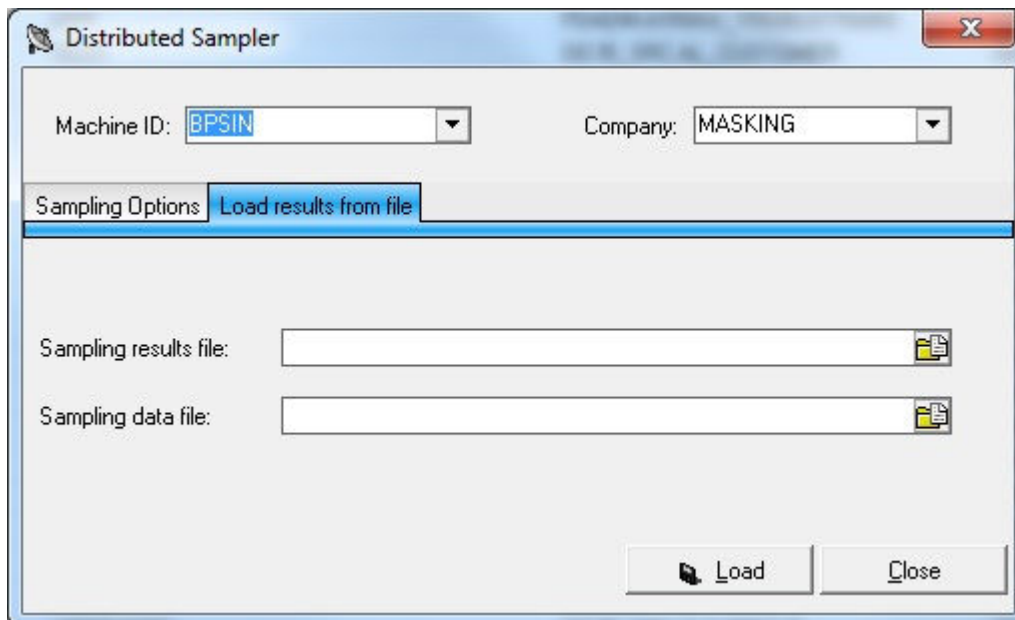 Distributed Sampler
Machine ID: BPSIN Company: MASKING
Sampling Options Load results from file
Sampling results file:
Sampling data file:
Load Close